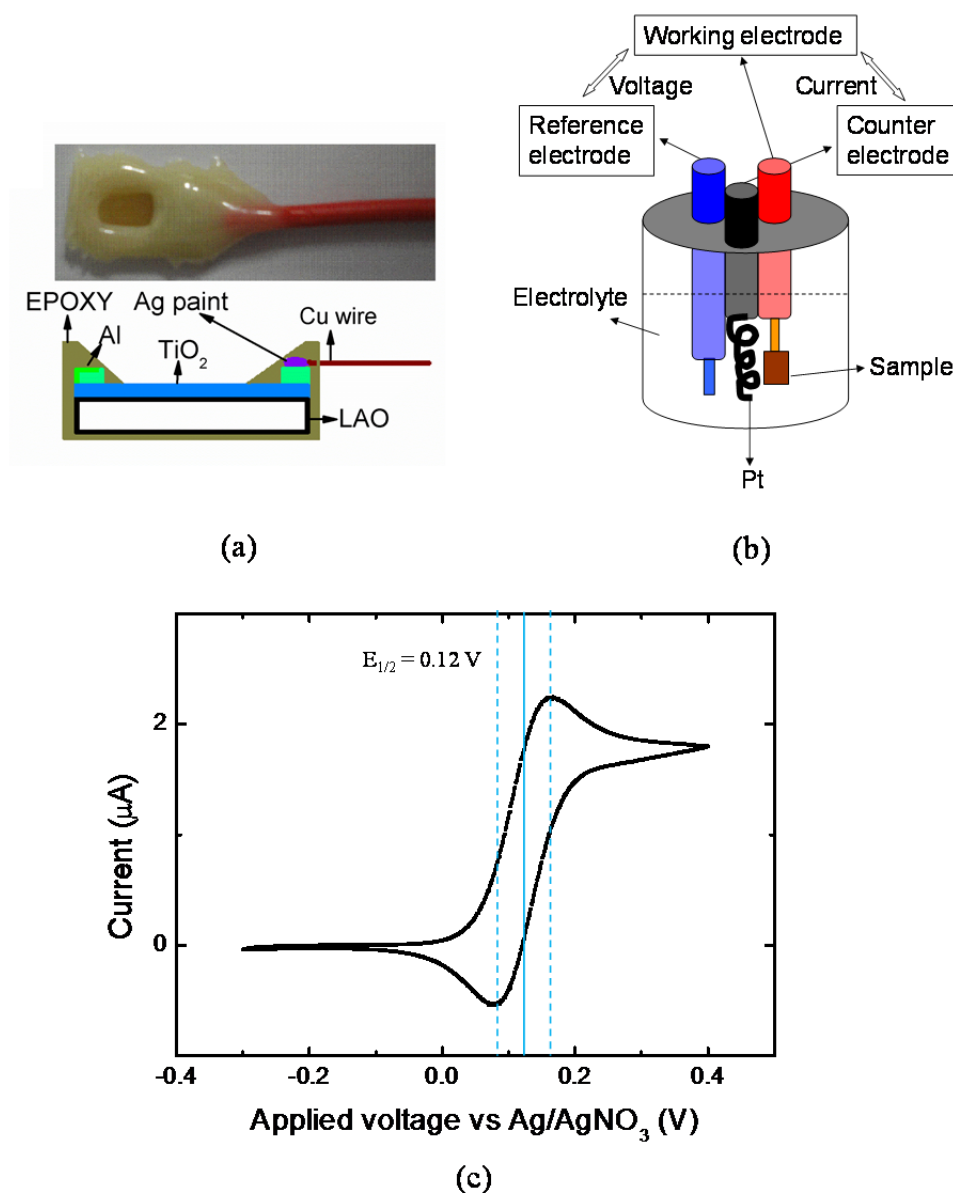 EPOXY
Ag paint
Al
Cu wire
TiO2
LAO
(a)
Working electrode
Voltage
Current
Reference
electrode
Counter
electrode
Electrolyte
Sample
Pt
(b)
E1/2 = 0.12 V
2
0
Current (μA)
-0.4
-0.2
0.0
0.2
0.4
Applied voltage vs Ag/AgNO3 (V)
(c)